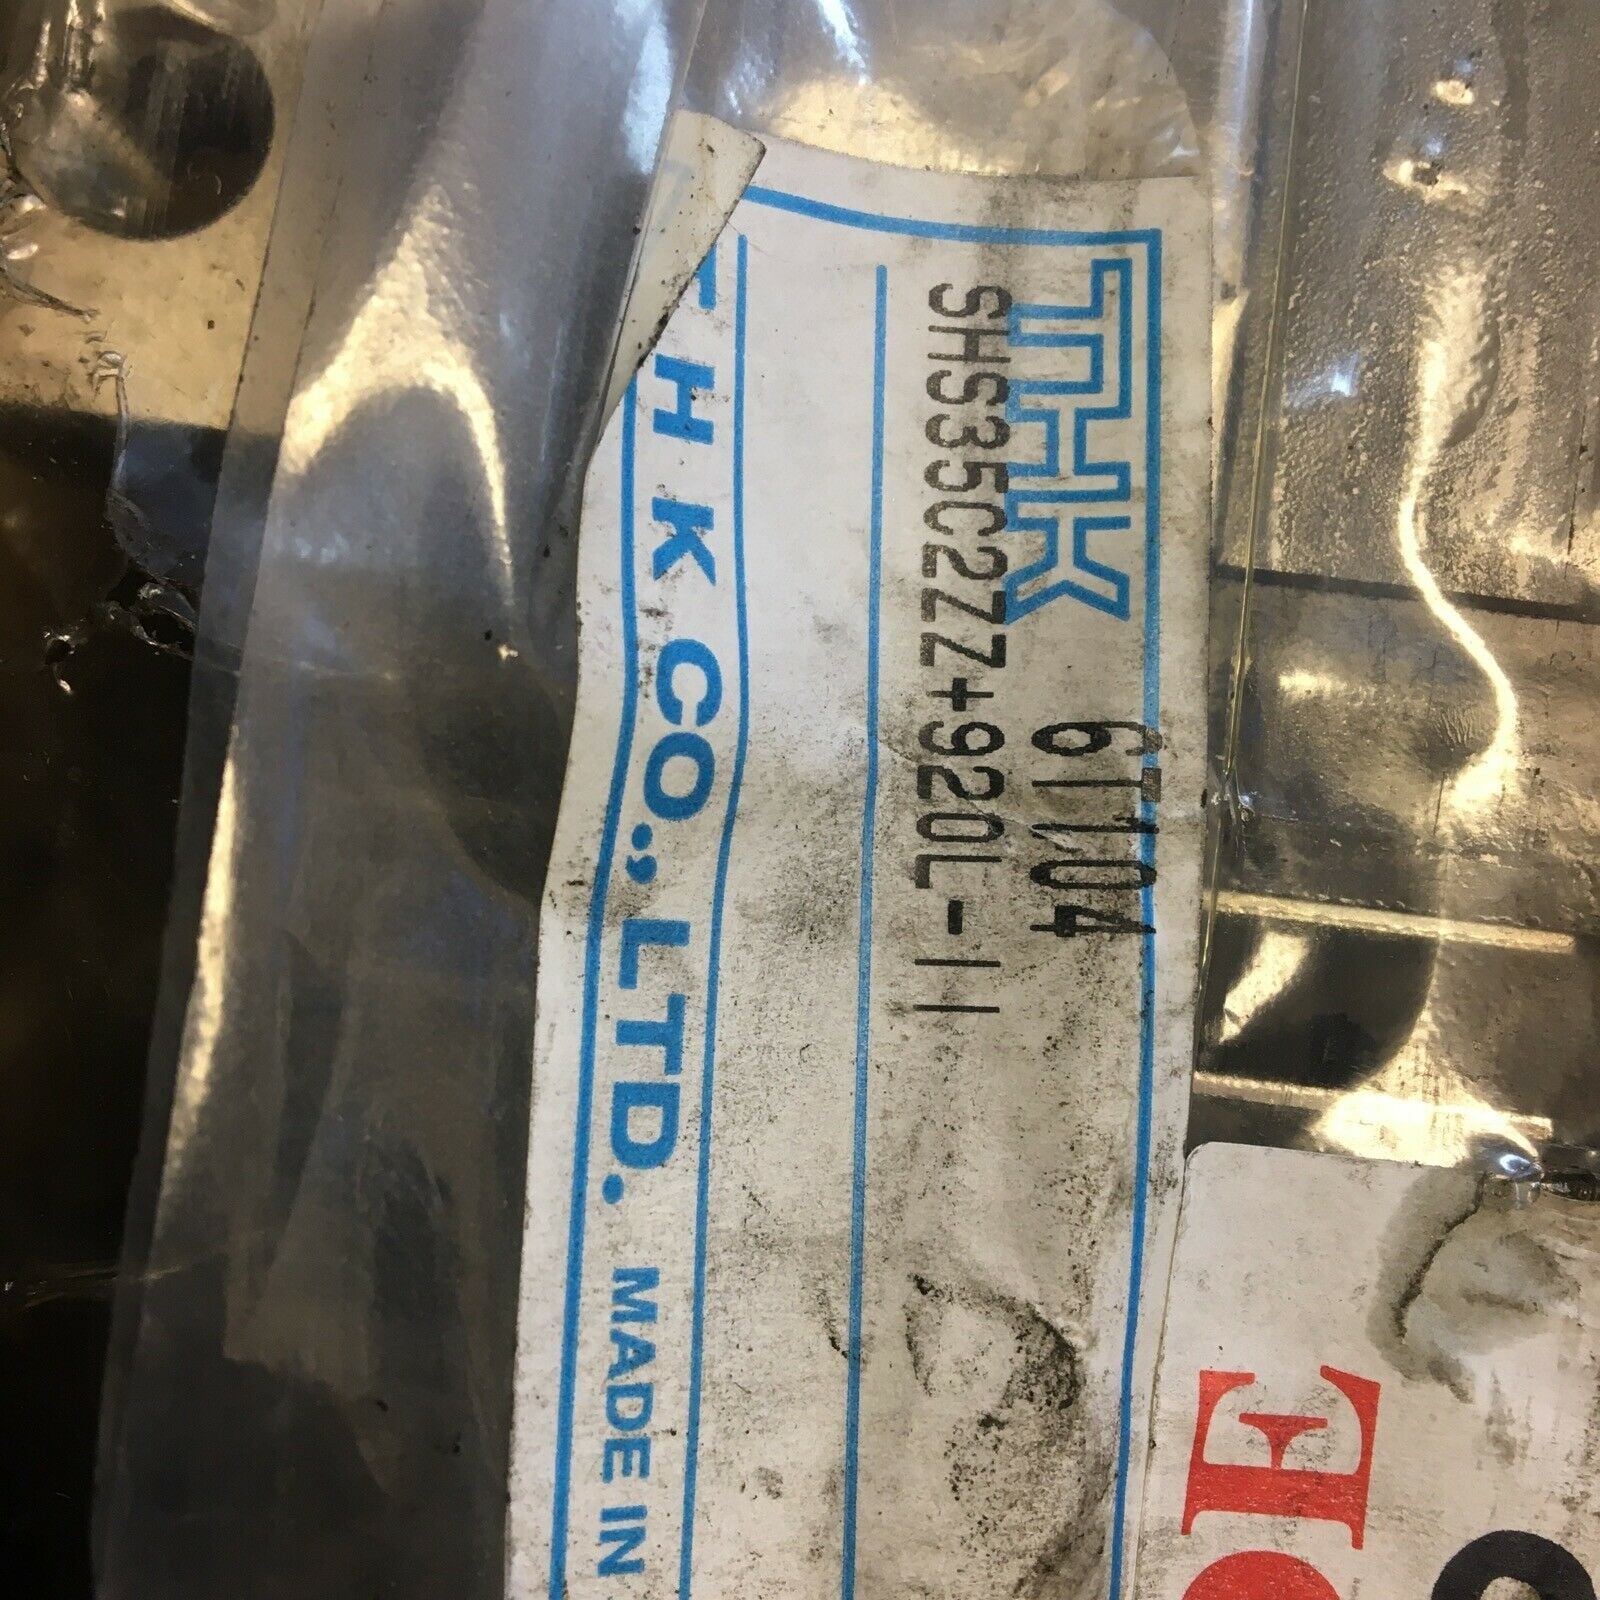 THK
6T104
SHS35C2ZZ+920L-II
THK CO., LTD. MADE IN